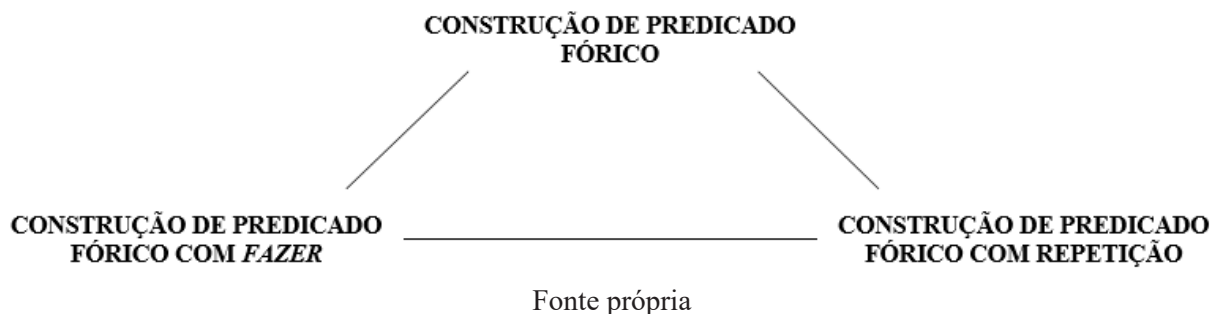 CONSTRUÇÃO DE PREDICADO
FÓRICO
CONSTRUÇÃO DE PREDICADO
FÓRICO COM FAZER
CONSTRUÇÃO DE PREDICADO
FÓRICO COM REPETIÇÃO
Fonte própria